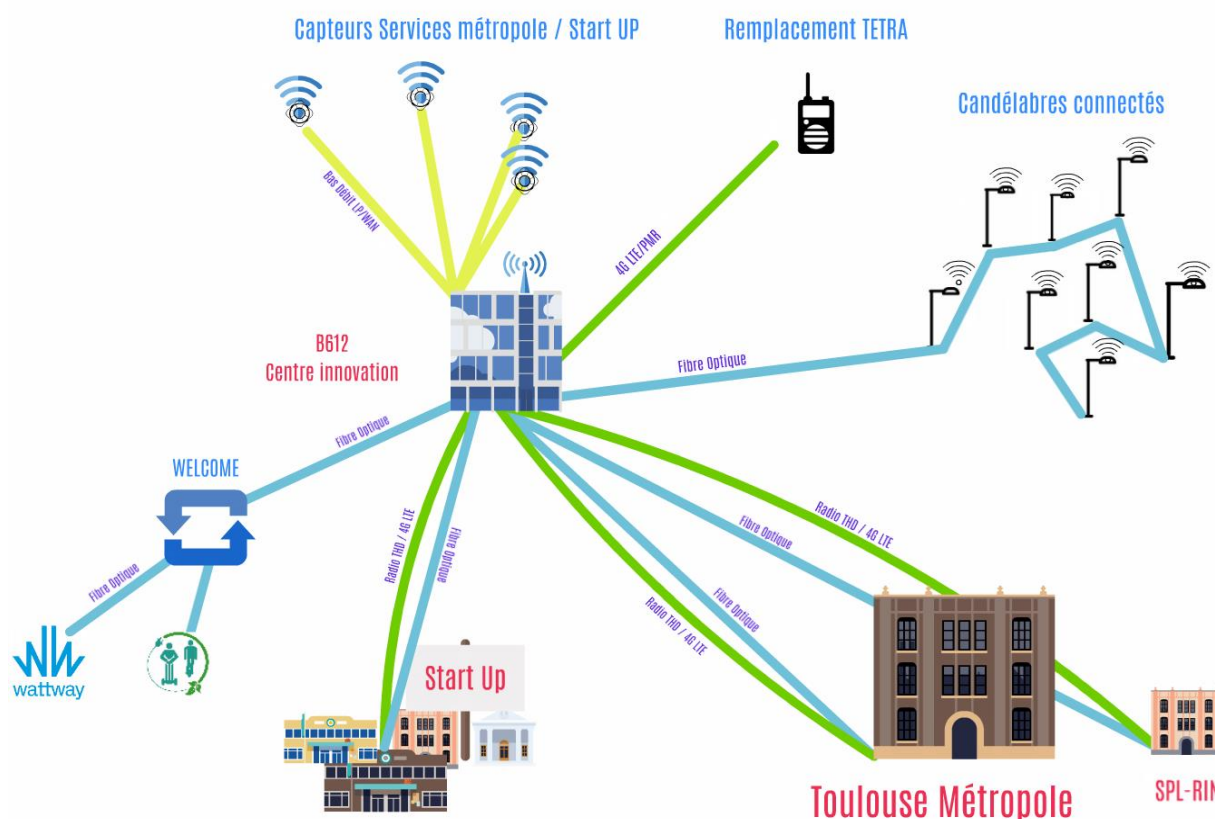 Capteurs Services métropole / Start UP
Remplacement TETRA
Candélabres connectés
Bas Débit LP/WAN
4G LTE/PMR
B612
Centre innovation
Fibre Optique
Fibre Optique
WELCOME
Fibre Optique
Radio THD / 4G LTE
Fibre Optique
Fibre Optique
Radio THD / 4G LTE
Fibre Optique
Radio THD / 4G LTE
wattway
Start Up
Toulouse Métropole
SPL-RIN